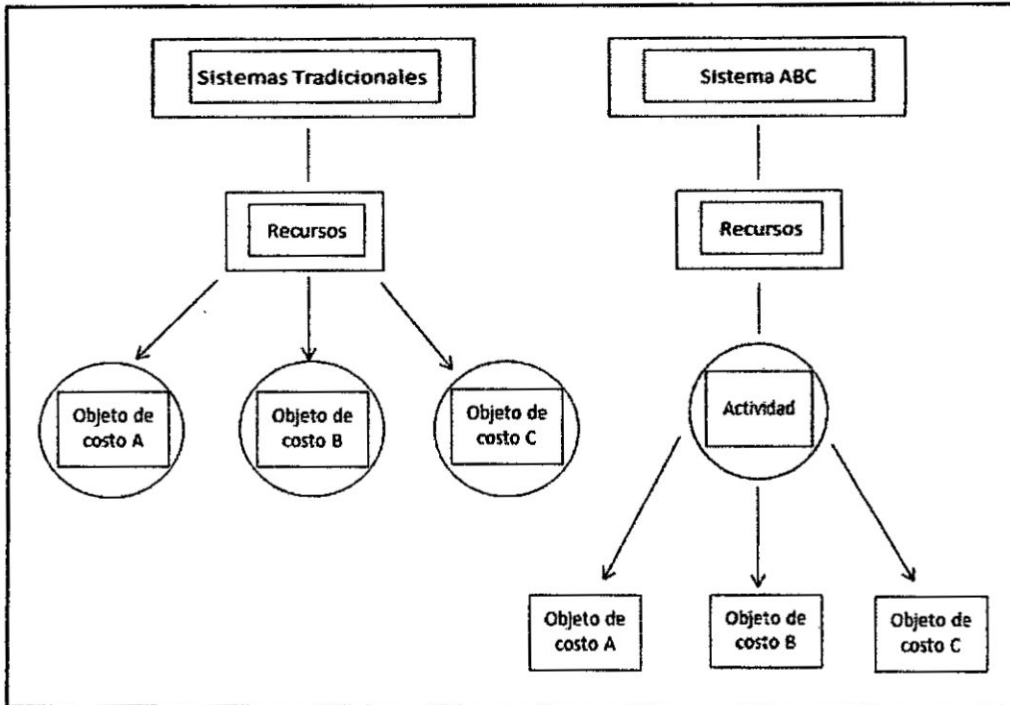 Sistemas Tradicionales
Recursos
Objeto de
costo A
Objeto de
costo B
Objeto de
costo C
Sistema ABC
Recursos
Actividad
Objeto de
costo A
Objeto de
costo B
Objeto de
costo C